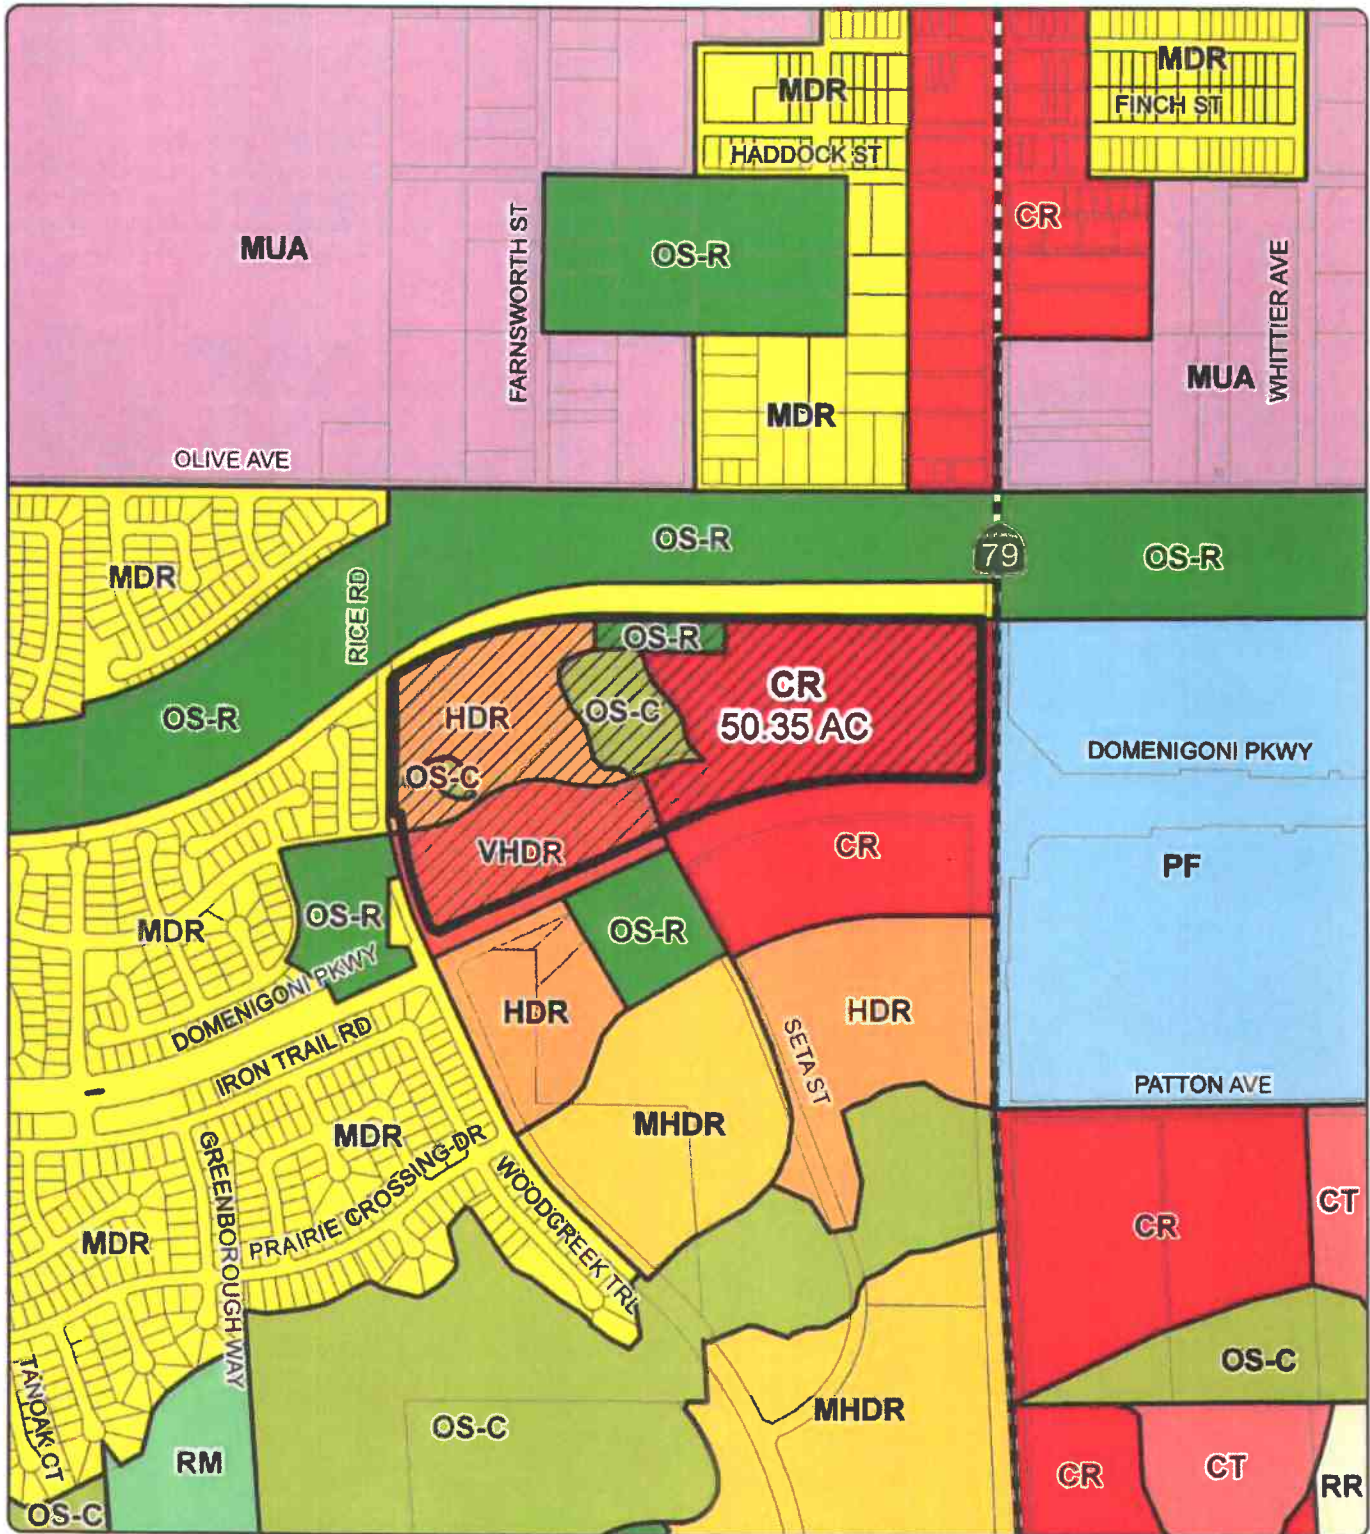 MDR
MDR
FINCH ST
HADDOCK ST
CR
MUA
FARNSWORTH ST
OS-R
WHITTIER AVE
MUA
MDR
OLIVE AVE
OS-R
79
OS-R
MDR
RICE RD
OS-R
OS-R
HDR
OS-C
CR
50.35 AC
OS-C
DOMENIGONI PKWY
VHDR
CR
PF
MDR
OS-R
OS-R
DOMENIGONI PKWY
HDR
HDR
IRON TRAIL RD
SETA ST
PATTON AVE
MDR
MHDR
GREENBOROUGH WAY
PRAIRIE CROSSING DR
WOODCREEK TRL
MDR
CR
CT
OS-C
TANOAK CT
OS-C
MHDR
RM
CR
CT
RR
OS-C